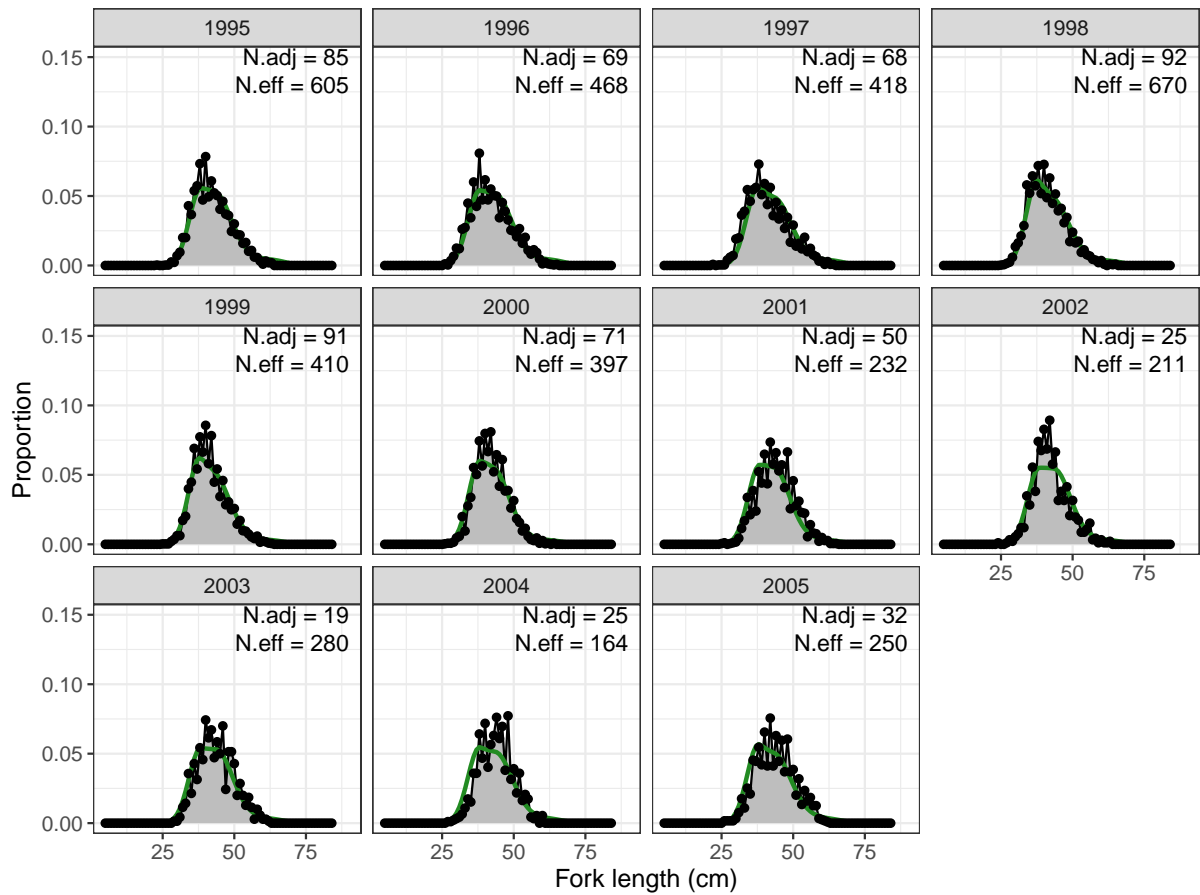 1995 1996 1997 1998
N.adj = 85 N.adj = 69 N.adj = 68 N.adj = 92
N.eff = 605 N.eff = 468 N.eff = 418 N.eff = 670
0.15
0.10
0.05
0.00
1999 2000 2001 2002
N.adj = 91 N.adj = 71 N.adj = 50 N.adj = 25
N.eff = 410 N.eff = 397 N.eff = 232 N.eff = 211
0.15
0.10
0.05
0.00
Proportion
25 50 75
2003 2004 2005
N.adj = 19 N.adj = 25 N.adj = 32
N.eff = 280 N.eff = 164 N.eff = 250
0.15
0.10
0.05
0.00
25 50 75 25 50 75 25 50 75
Fork length (cm)